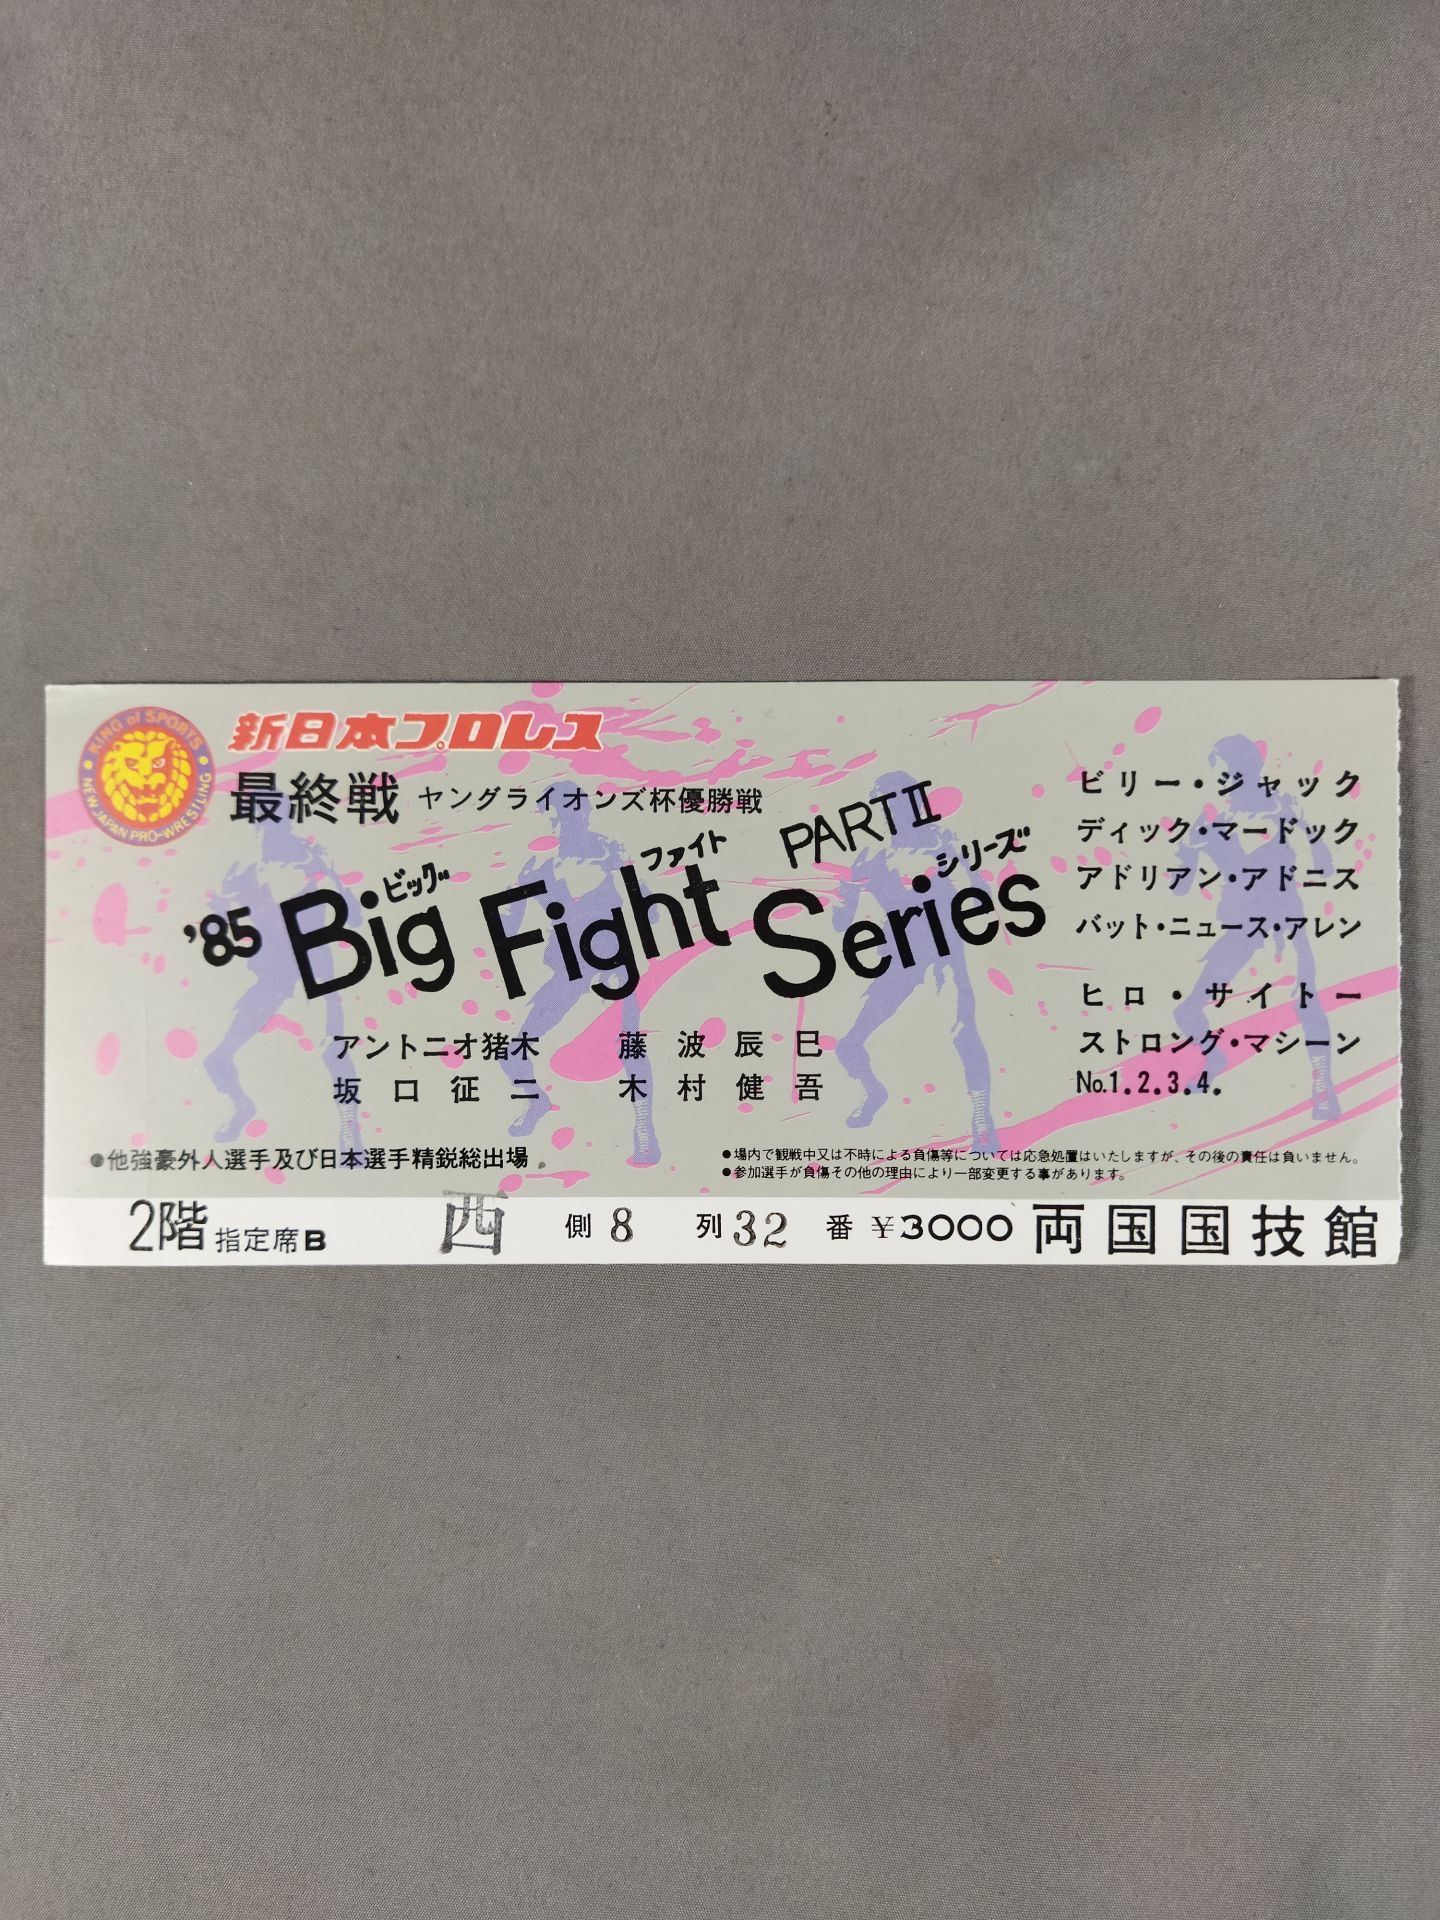 KING of SPORTS
NEW JAPAN PRO-WRESTLING
新日本プロレス
最終戦 ヤングライオンズ杯優勝戦
'85 Big Fight Series PART II
ビッグ ファイト シリーズ
アントニオ猪木 藤波辰巳
坂口征二 木村健吾
ビリー・ジャック
ディック・マードック
アドリアン・アドニス
バット・ニュース・アレン
ヒロ・サイトー
ストロング・マシーン
No.1.2.3.4.
●他強豪外人選手及び日本選手精鋭総出場
●場内で観戦中又は不時による負傷等については応急処置はいたしますが、その後の責任は負いません。
●参加選手が負傷その他の理由により一部変更する事があります。
2階 指定席B 西 側 8 列 32 番 ¥3000 両国国技館